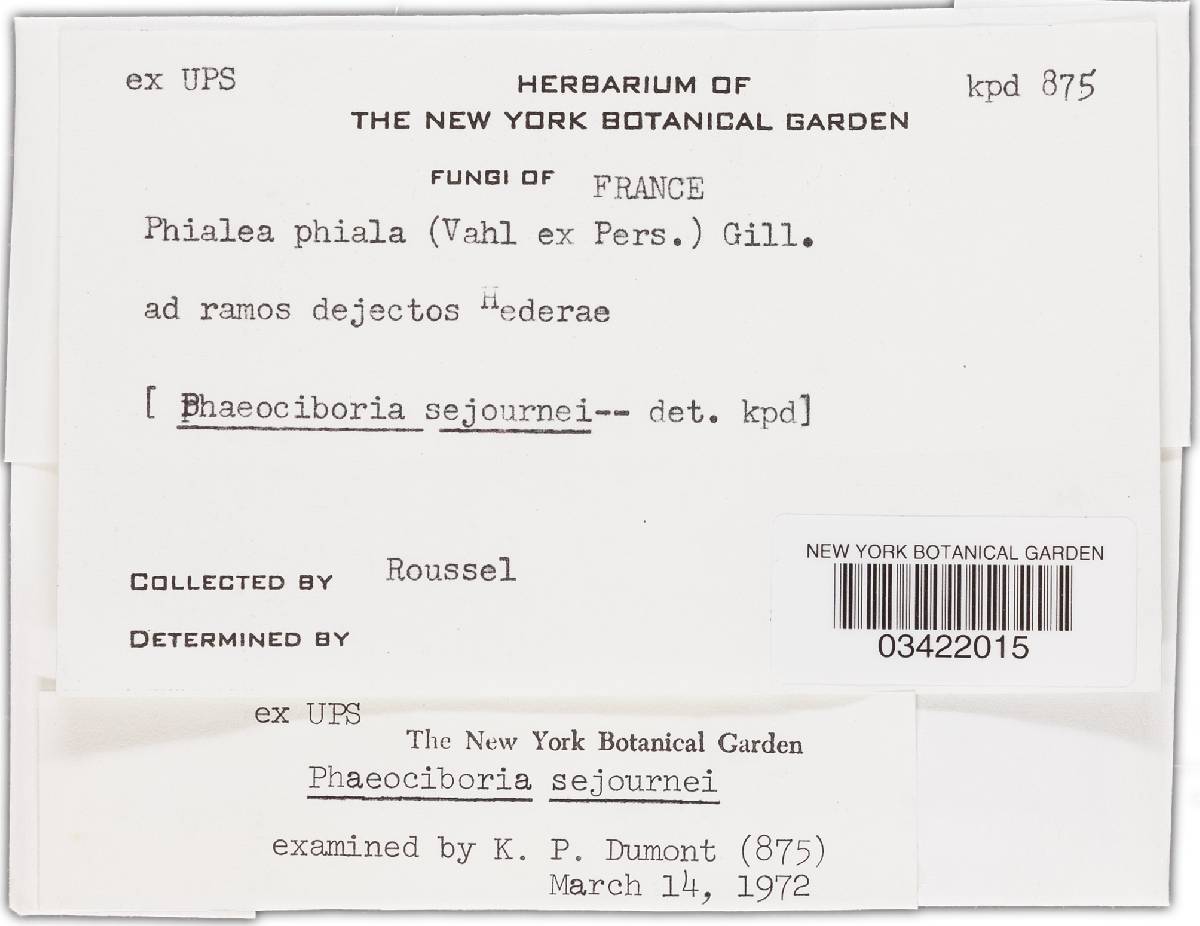 ex UPS
HERBARIUM OF
kpd 875
THE NEW YORK BOTANICAL GARDEN
FUNGI OF FRANCE
Phialea phiala (Vahl ex Pers.) Gill.
ad ramos dejectos Hederae
[ Phaeociboria sejournei-- det. kpd]
COLLECTED BY Roussel
DETERMINED BY
NEW YORK BOTANICAL GARDEN
03422015
ex UPS
The New York Botanical Garden
Phaeociboria sejournei
examined by K. P. Dumont (875)
March 14, 1972